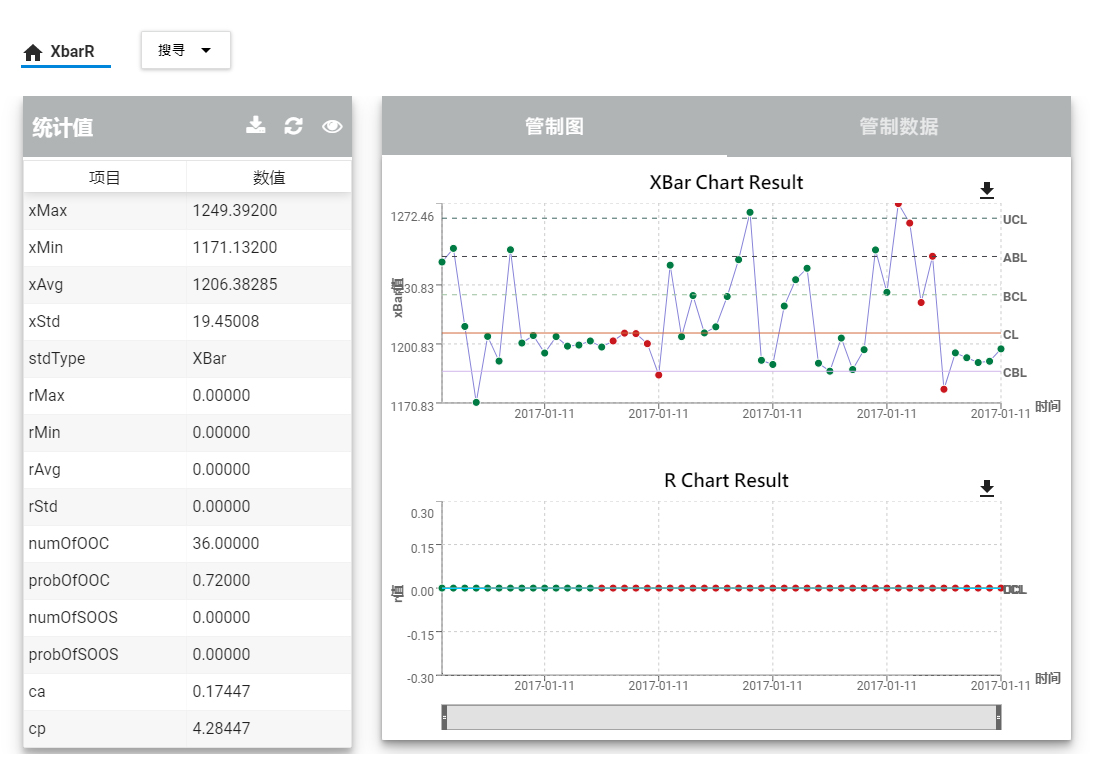 XbarR
搜寻
统计值
项目 数值
xMax 1249.39200
xMin 1171.13200
xAvg 1206.38285
xStd 19.45008
stdType XBar
rMax 0.00000
rMin 0.00000
rAvg 0.00000
rStd 0.00000
numOfOOC 36.00000
probOfOOC 0.72000
numOfSOOS 0.00000
probOfSOOS 0.00000
ca 0.17447
cp 4.28447
管制图 管制数据
XBar Chart Result
1272.46
UCL
ABL
xBar值
30.83
BCL
CL
1200.83
CBL
1170.83
2017-01-11 2017-01-11 2017-01-11 2017-01-11 2017-01-11
时间
R Chart Result
0.30
0.15
r值
0.00
-0.15
-0.30
2017-01-11 2017-01-11 2017-01-11 2017-01-11 2017-01-11
时间